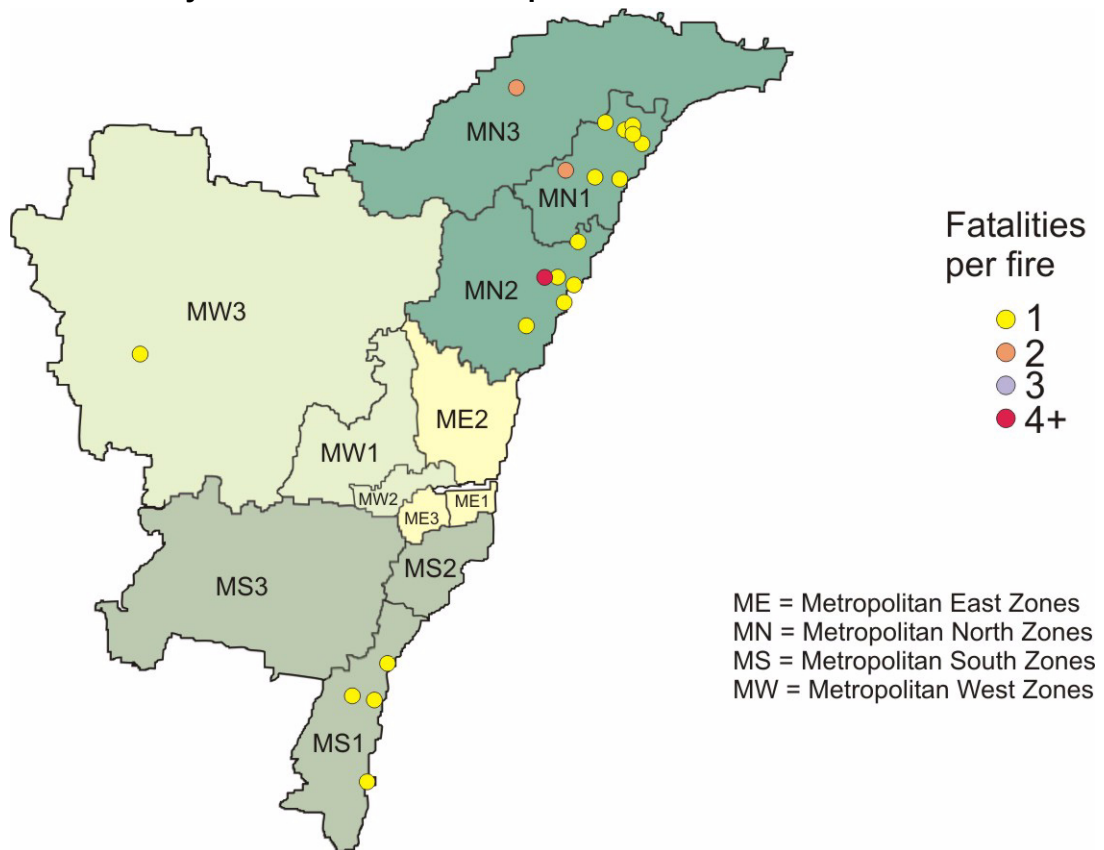 MN3
MN1
MN2
MW3
ME2
MW1
MW2
ME1
ME3
MS2
MS3
MS1
Fatalities
per fire
1
2
3
4+
ME = Metropolitan East Zones
MN = Metropolitan North Zones
MS = Metropolitan South Zones
MW = Metropolitan West Zones